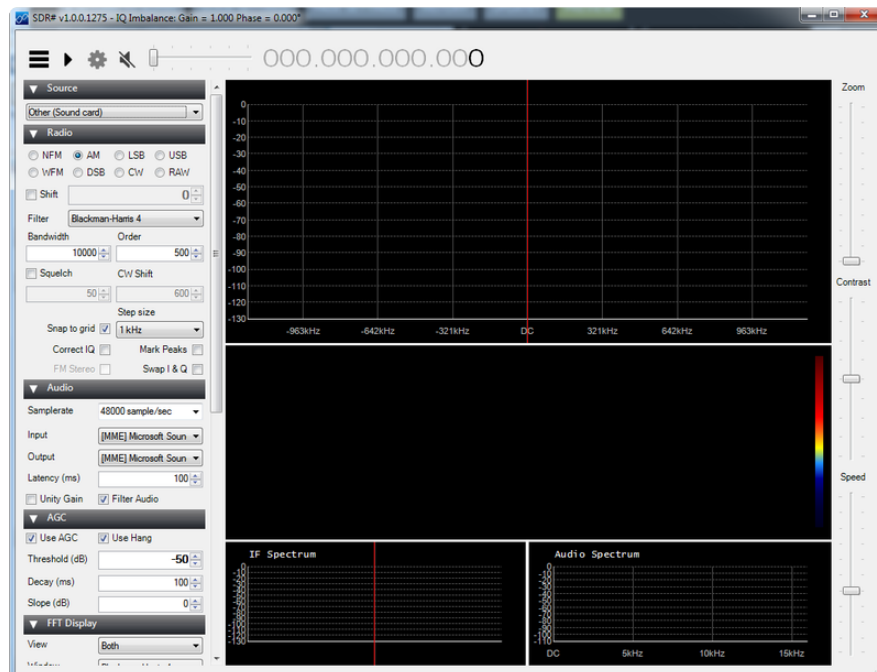 SDR# v1.0.0.1275 - IQ Imbalance: Gain = 1.000 Phase = 0.000°
000.000.000.000
Source
Other (Sound card)
Radio
NFM AM LSB USB
WFM DSB CW RAW
Shift 0
Filter Blackman-Harris 4
Bandwidth Order
10000 500
Squelch CW Shift
50 600
Step size
Snap to grid 1 kHz
Correct IQ Mark Peaks
FM Stereo Swap I & Q
Audio
Samplerate 48000 sample/sec
Input [MME] Microsoft Soun
Output [MME] Microsoft Soun
Latency (ms) 100
Unity Gain Filter Audio
AGC
Use AGC Use Hang
Threshold (dB) -50
Decay (ms) 100
Slope (dB) 0
FFT Display
View Both
0
-10
-20
-30
-40
-50
-60
-70
-80
-90
-100
-110
-120
-130
-963kHz -642kHz -321kHz DC 321kHz 642kHz 963kHz
IF Spectrum
0
-130
Audio Spectrum
0
DC 5kHz 10kHz 15kHz
Zoom
Contrast
Speed